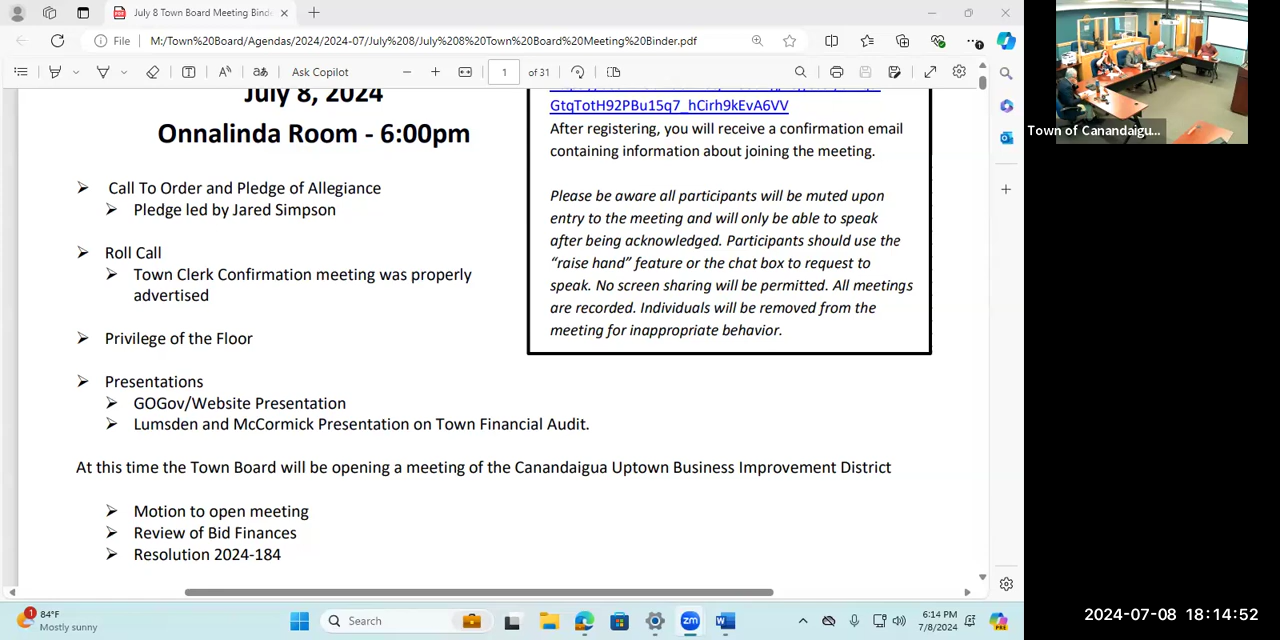 July 8 Town Board Meeting Binde
File
M:/Town%20Board/Agendas/2024/2024-07/July%208/July%208%20Town%20Board%20Meeting%20Binder.pdf
Ask Copilot
1 of 31
July 8, 2024
Onnalinda Room - 6:00pm
Call To Order and Pledge of Allegiance
Pledge led by Jared Simpson
Roll Call
Town Clerk Confirmation meeting was properly
advertised
Privilege of the Floor
Presentations
GOGov/Website Presentation
Lumsden and McCormick Presentation on Town Financial Audit.
GtqTotH92PBu15q7_hCirh9kEvA6VV
After registering, you will receive a confirmation email
containing information about joining the meeting.
Please be aware all participants will be muted upon
entry to the meeting and will only be able to speak
after being acknowledged. Participants should use the
“raise hand” feature or the chat box to request to
speak. No screen sharing will be permitted. All meetings
are recorded. Individuals will be removed from the
meeting for inappropriate behavior.
At this time the Town Board will be opening a meeting of the Canandaigua Uptown Business Improvement District
Motion to open meeting
Review of Bid Finances
Resolution 2024-184
Town of Canandaigu...
1
84°F
Mostly sunny
Search
zm
6:14 PM
7/8/2024
PRE
2024-07-08 18:14:52